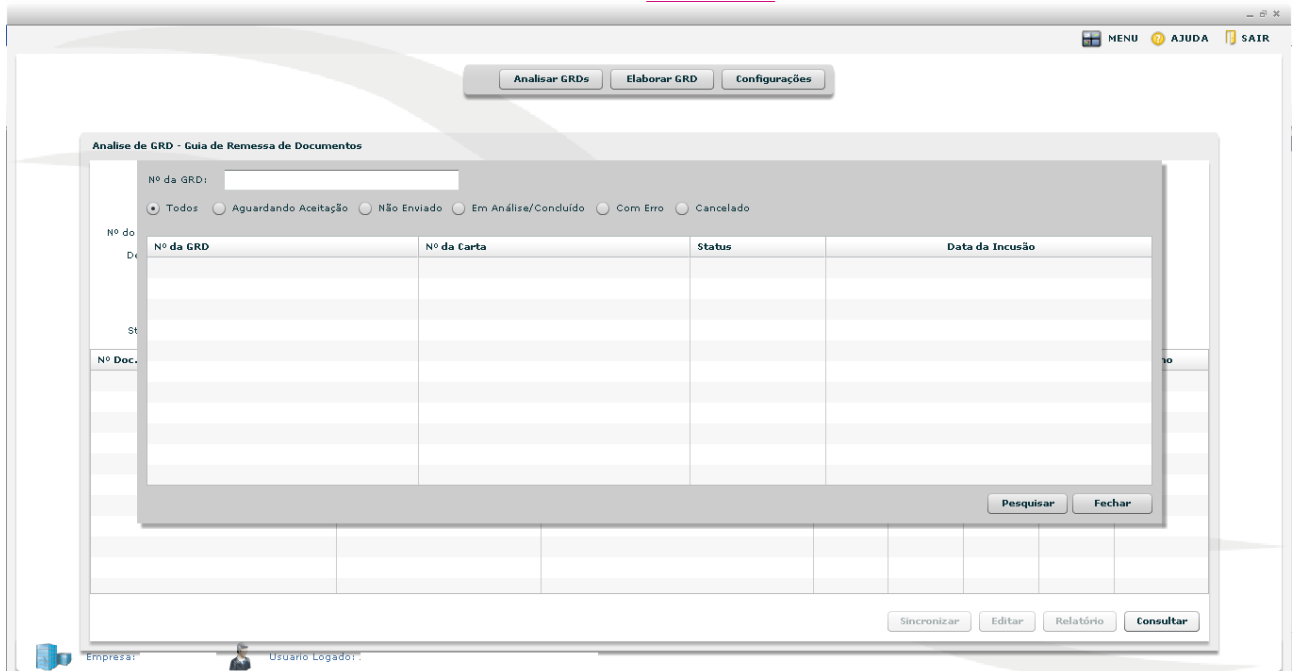 MENU AJUDA SAIR
Analisar GRDs Elaborar GRD Configurações
Analise de GRD - Guia de Remessa de Documentos
Nº da GRD:
Todos Aguardando Aceitação Não Enviado Em Análise/Concluído Com Erro Cancelado
Nº do
De
Nº da GRD Nº da Carta Status Data da Incusão
St
Nº Doc.
Pesquisar Fechar
Sincronizar Editar Relatório Consultar
Empresa: Usuario Logado: